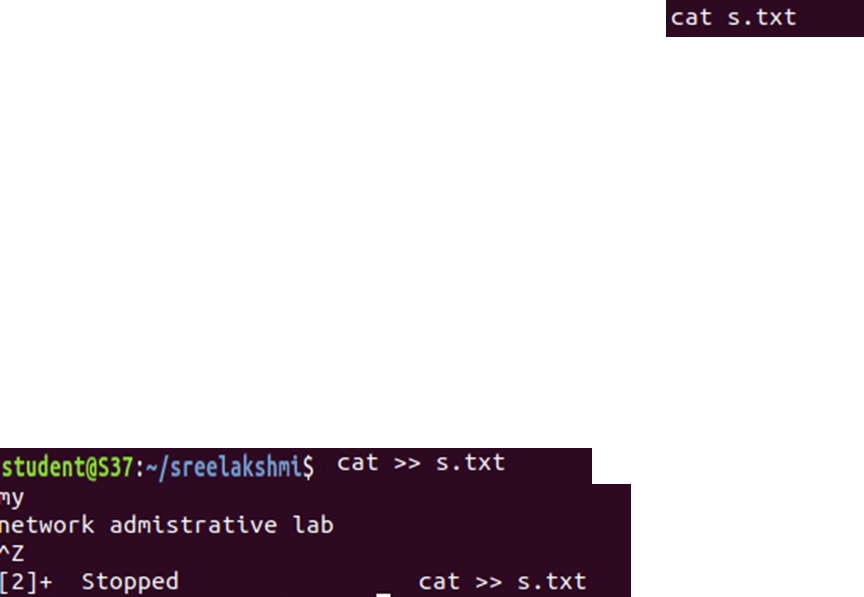 cat s.txt
student@S37:~/sreelakshmi$ cat >> s.txt
my
network admistrative lab
^Z
[2]+ Stopped cat >> s.txt